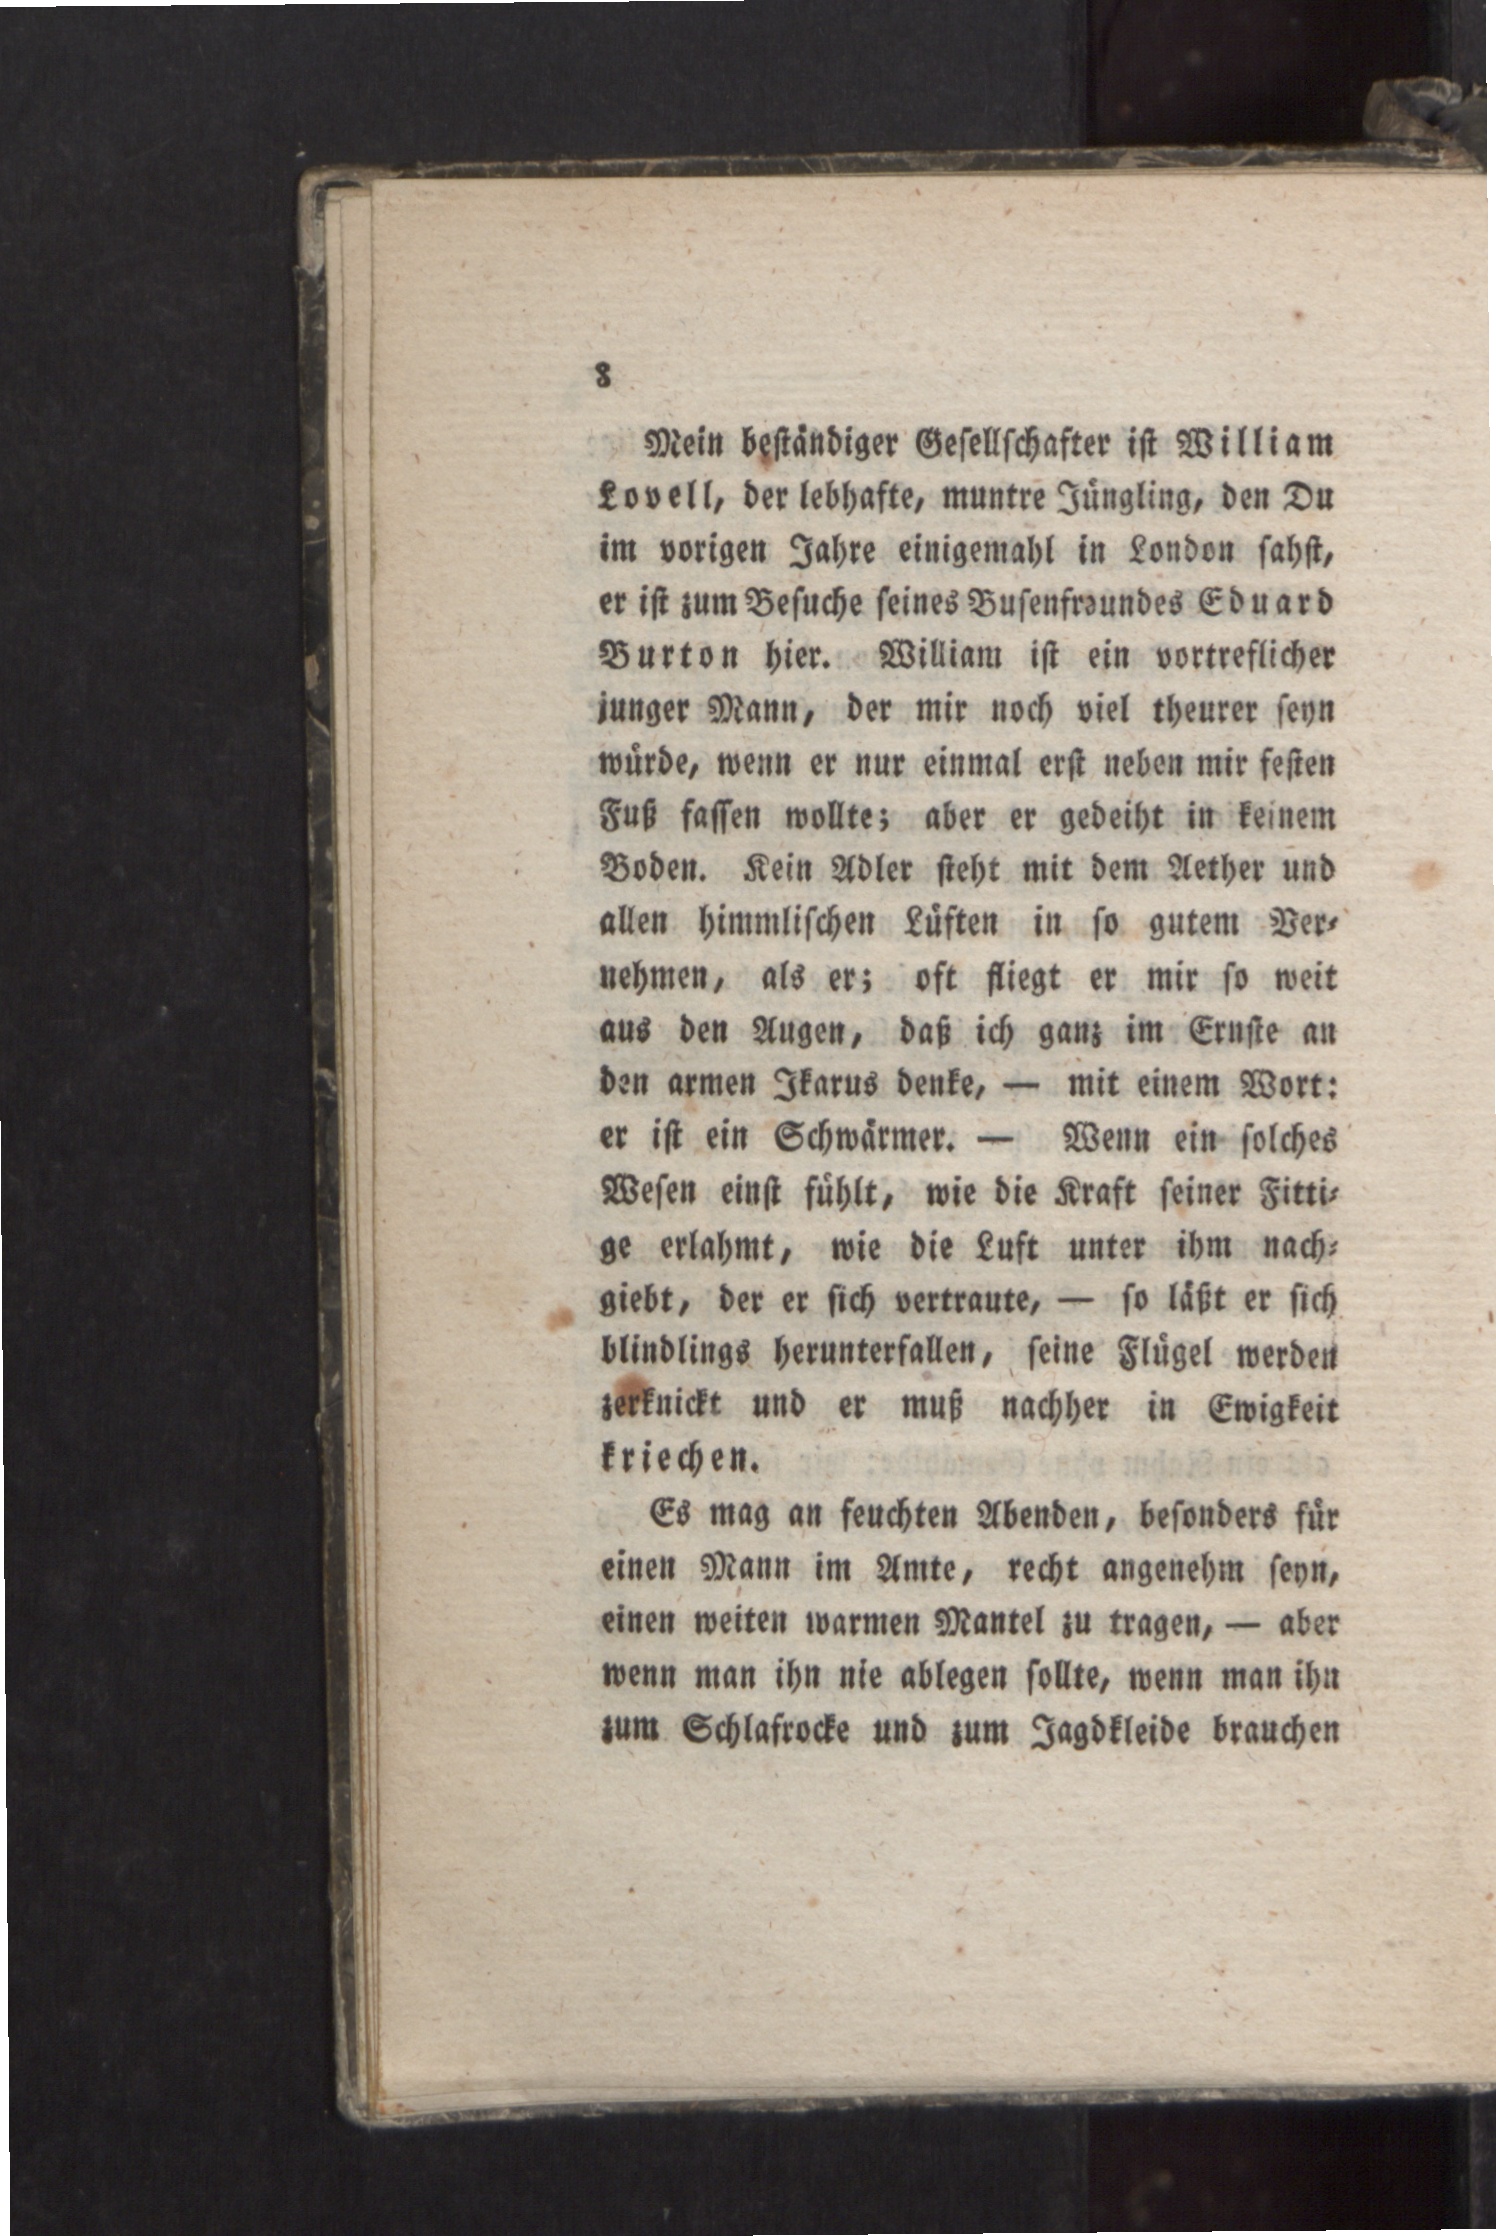 8
Mein beſtändiger Geſellſchafter iſt William
Lovell, der lebhafte, muntre Jüngling, den Du
im vorigen Jahre einigemahl in London ſahſt,
er iſt zum Beſuche ſeines Buſenfreundes Eduard
Burton hier. William iſt ein vortreflicher
junger Mann, der mir noch viel theurer ſeyn
würde, wenn er nur einmal erſt neben mir feſten
Fuß faſſen wollte; aber er gedeiht in keinem
Boden. Kein Adler ſteht mit dem Aether und
allen himmliſchen Lüften in ſo gutem Ver⸗
nehmen, als er; oft fliegt er mir ſo weit
aus den Augen, daß ich ganz im Ernſte an
den armen Ikarus denke, — mit einem Wort:
er iſt ein Schwärmer. — Wenn ein ſolches
Weſen einſt fühlt, wie die Kraft ſeiner Fitti⸗
ge erlahmt, wie die Luft unter ihm nach⸗
giebt, der er ſich vertraute, — ſo läßt er ſich
blindlings herunterfallen, ſeine Flügel werden
zerknickt und er muß nachher in Ewigkeit
kriechen.
Es mag an feuchten Abenden, beſonders für
einen Mann im Amte, recht angenehm ſeyn,
einen weiten warmen Mantel zu tragen, — aber
wenn man ihn nie ablegen ſollte, wenn man ihn
zum Schlafrocke und zum Jagdkleide brauchen